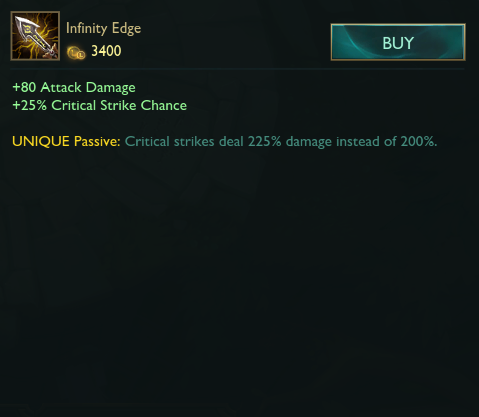 Infinity Edge
3400
BUY
+80 Attack Damage
+25% Critical Strike Chance
UNIQUE Passive: Critical strikes deal 225% damage instead of 200%.